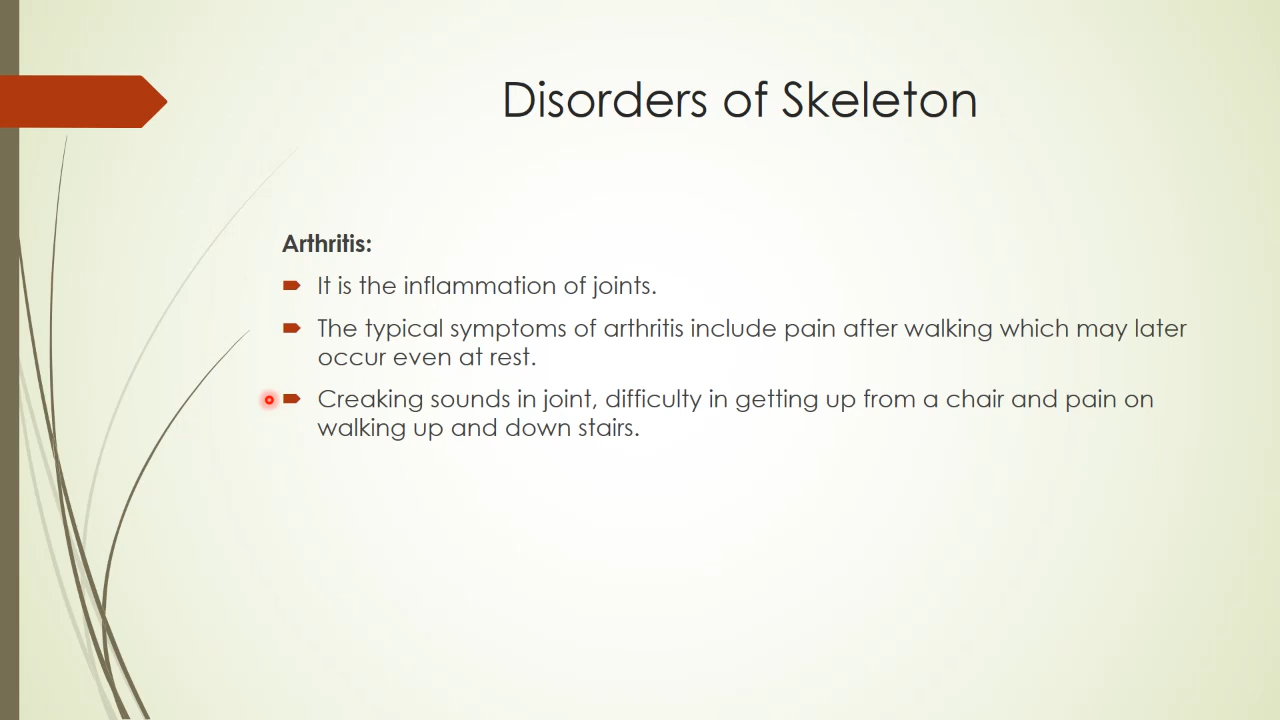 Disorders of Skeleton
Arthritis:
It is the inflammation of joints.
The typical symptoms of arthritis include pain after walking which may later
occur even at rest.
Creaking sounds in joint, difficulty in getting up from a chair and pain on
walking up and down stairs.